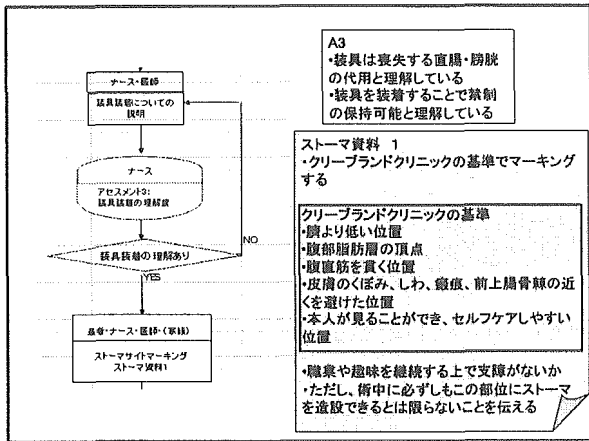 ナース・医師
装具装着についての
説明
ナース
アセスメント3:
装具装着の理解度
NO
装具装着の理解あり
YES
患者・ナース・医師・(家族)
ストーマサイトマーキング
ストーマ資料1
A3
・装具は喪失する直腸・膀胱
の代用と理解している
・装具を装着することで禁制
の保持可能と理解している
ストーマ資料 1
・クリーブランドクリニックの基準でマーキング
する
クリーブランドクリニックの基準
・臍より低い位置
・腹部脂肪層の頂点
・腹直筋を貫く位置
・皮膚のくぼみ、しわ、瘢痕、前上腸骨棘の近
くを避けた位置
・本人が見ることができ、セルフケアしやすい
位置
・職業や趣味を継続する上で支障がないか
・ただし、術中に必ずしもこの部位にストーマ
を造設できるとは限らないことを伝える